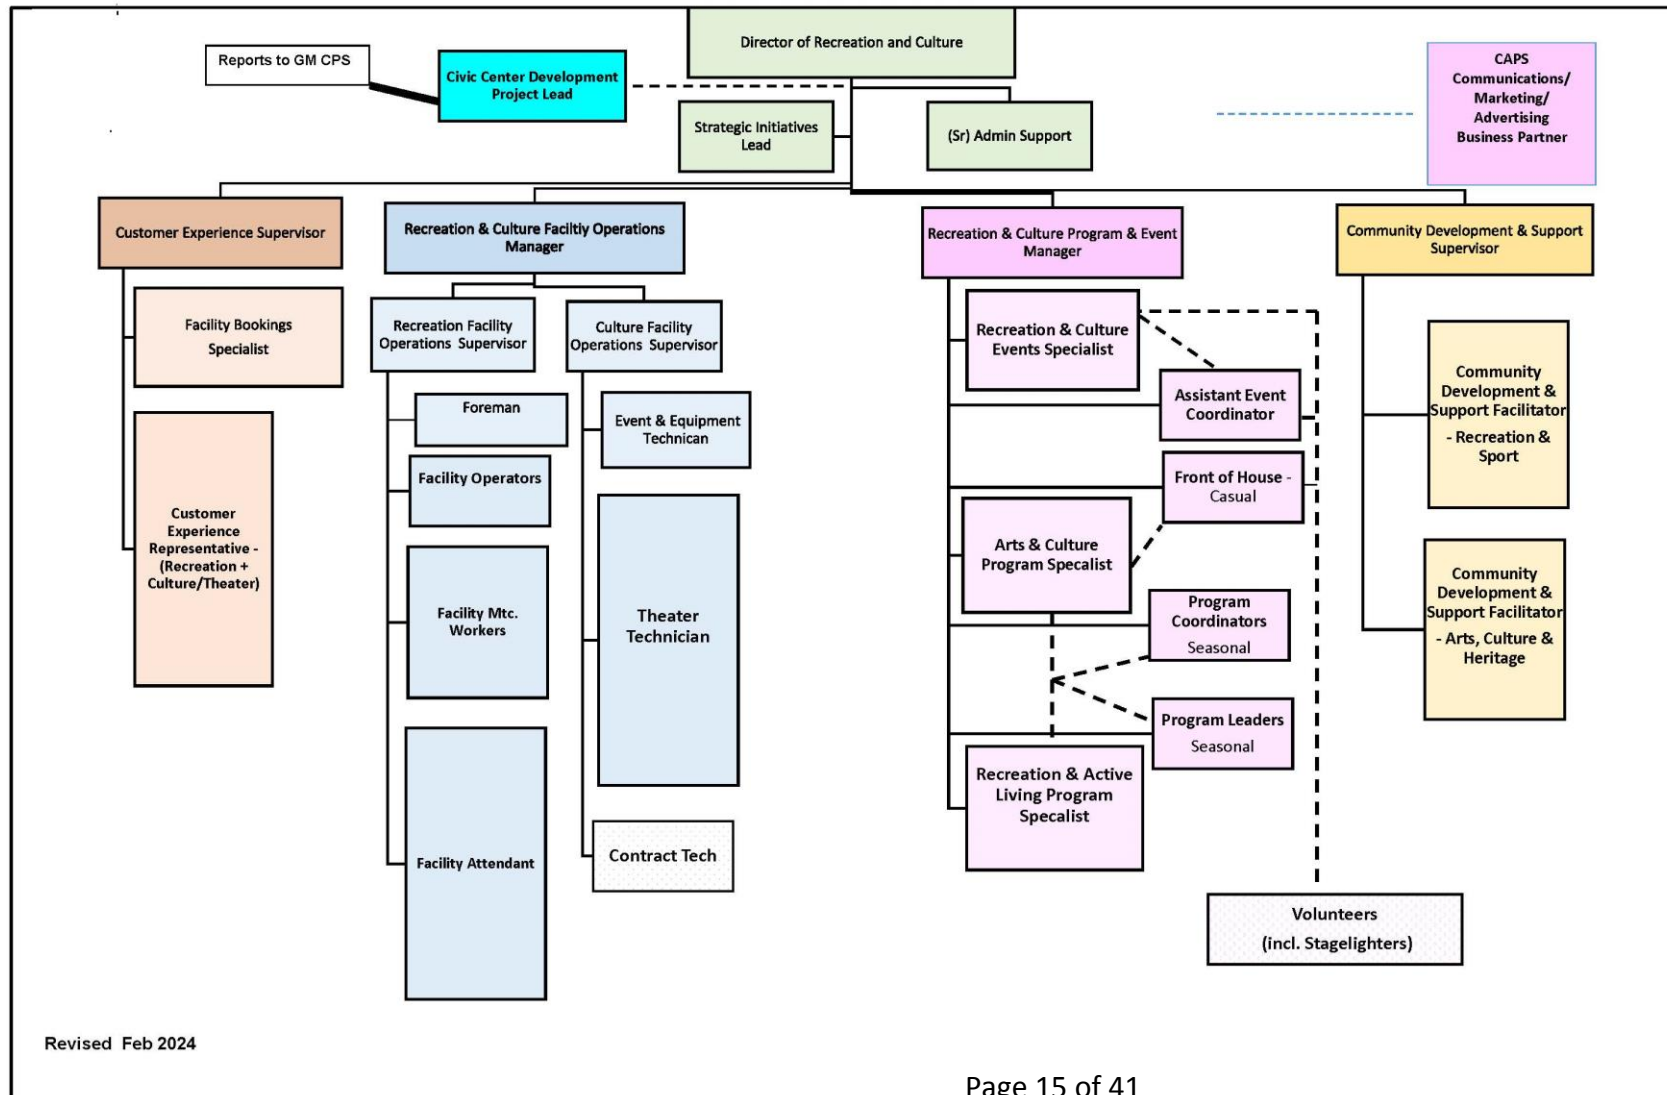 Director of Recreation and Culture
Reports to GM CPS
Civic Center Development
Project Lead
CAPS
Communications/
Marketing/
Advertising
Business Partner
Strategic Initiatives
Lead
(Sr) Admin Support
Customer Experience Supervisor
Recreation & Culture Faciltiy Operations
Manager
Recreation & Culture Program & Event
Manager
Community Development & Support
Supervisor
Facility Bookings
Specialist
Customer
Experience
Representative -
(Recreation +
Culture/Theater)
Recreation Facility
Operations Supervisor
Culture Facility
Operations Supervisor
Foreman
Facility Operators
Facility Mtc.
Workers
Facility Attendant
Event & Equipment
Technican
Theater
Technician
Contract Tech
Recreation & Culture
Events Specialist
Assistant Event
Coordinator
Front of House -
Casual
Arts & Culture
Program Specalist
Program
Coordinators
Seasonal
Program Leaders
Seasonal
Recreation & Active
Living Program
Specalist
Volunteers
(incl. Stagelighters)
Community
Development &
Support Facilitator
- Recreation &
Sport
Community
Development &
Support Facilitator
- Arts, Culture &
Heritage
Revised Feb 2024
Page 15 of 41